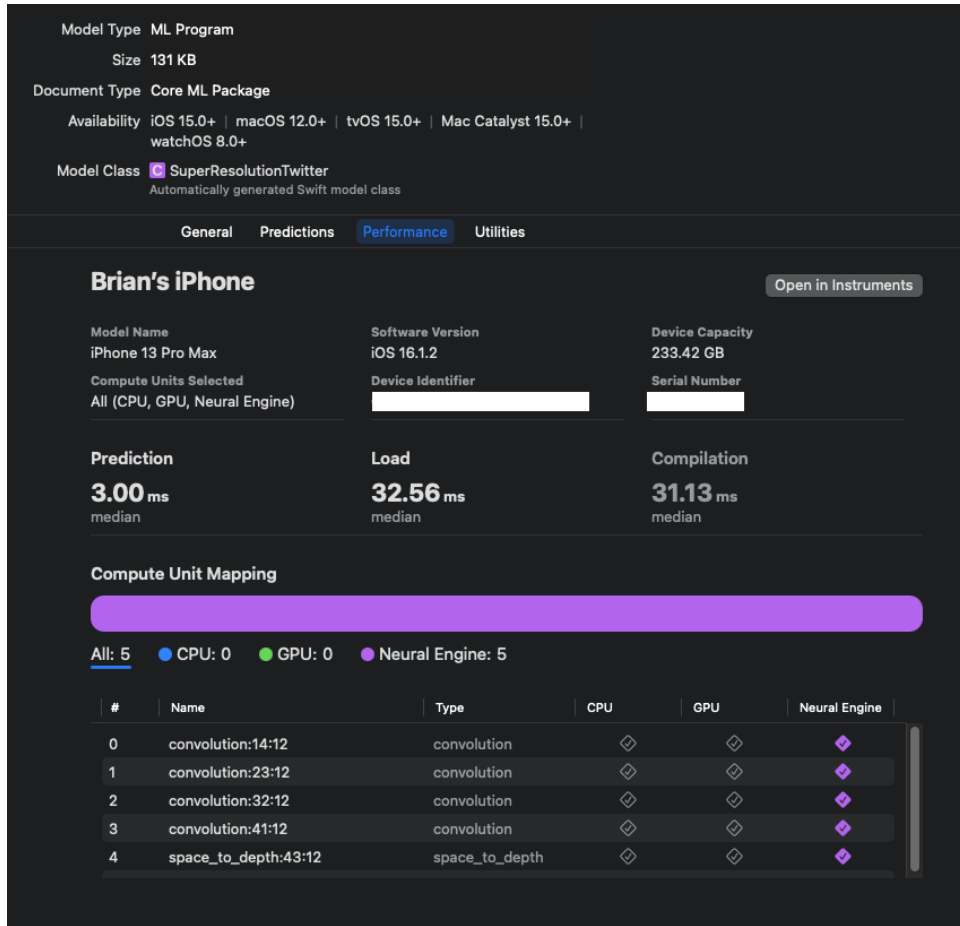 Model Type ML Program
Size 131 KB
Document Type Core ML Package
Availability iOS 15.0+ | macOS 12.0+ | tvOS 15.0+ | Mac Catalyst 15.0+ |
watchOS 8.0+
Model Class C SuperResolutionTwitter
Automatically generated Swift model class
General Predictions Performance Utilities
Brian’s iPhone Open in Instruments
Model Name Software Version Device Capacity
iPhone 13 Pro Max iOS 16.1.2 233.42 GB
Compute Units Selected Device Identifier Serial Number
All (CPU, GPU, Neural Engine)
Prediction Load Compilation
3.00 ms 32.56 ms 31.13 ms
median median median
Compute Unit Mapping
All: 5 CPU: 0 GPU: 0 Neural Engine: 5
# Name Type CPU GPU Neural Engine
0 convolution:14:12 convolution
1 convolution:23:12 convolution
2 convolution:32:12 convolution
3 convolution:41:12 convolution
4 space_to_depth:43:12 space_to_depth